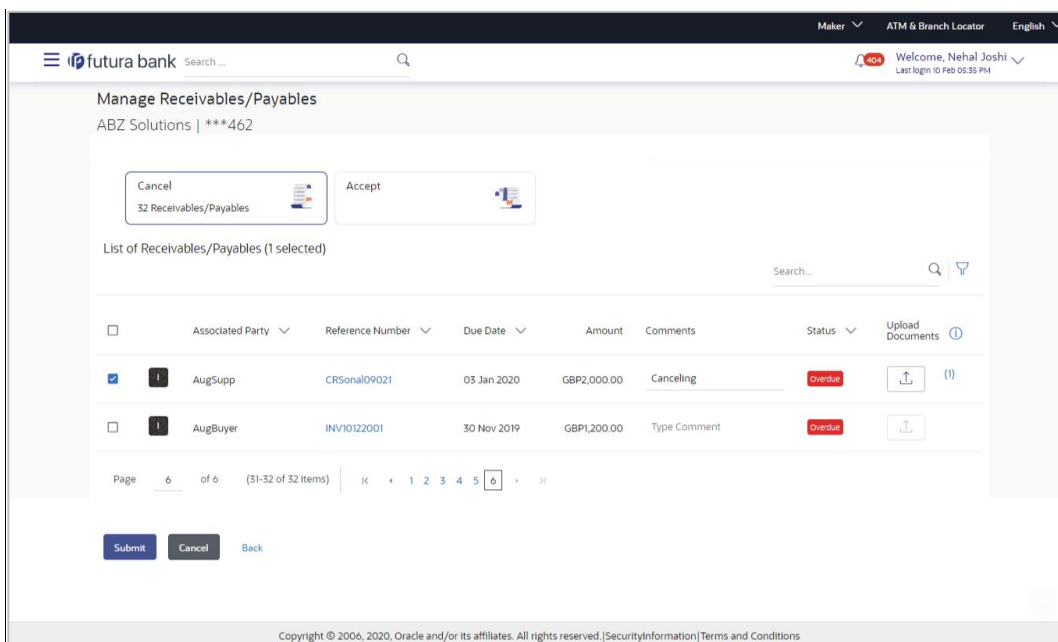 Maker ATM & Branch Locator English
futura bank Search ... 404 Welcome, Nehal Joshi
Last login 10 Feb 05:35 PM
Manage Receivables/Payables
ABZ Solutions | ***462
Cancel Accept
32 Receivables/Payables
List of Receivables/Payables (1 selected)
Search...
Associated Party Reference Number Due Date Amount Comments Status Upload Documents
I AugSupp CRSonal09021 03 Jan 2020 GBP2,000.00 Canceling Overdue (1)
I AugBuyer INV10122001 30 Nov 2019 GBP1,200.00 Type Comment Overdue
Page 6 of 6 (31-32 of 32 items) 1 2 3 4 5 6
Submit Cancel Back
Copyright © 2006, 2020, Oracle and/or its affiliates. All rights reserved.|SecurityInformation|Terms and Conditions